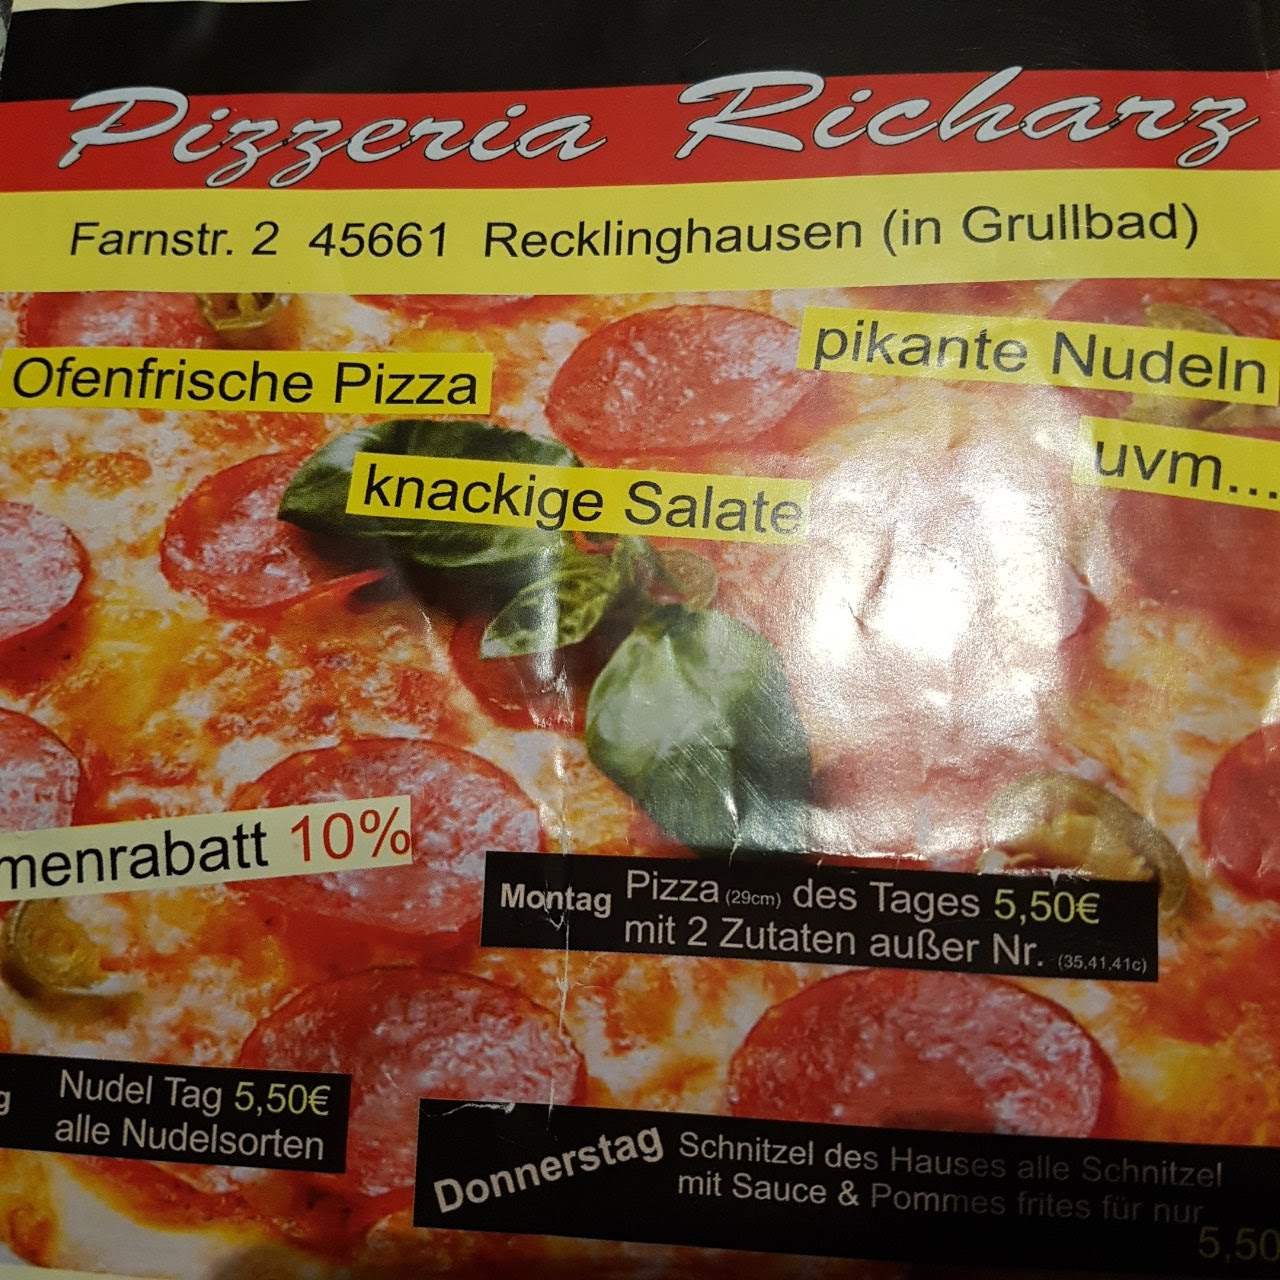 Pizzeria Richarz
Farnstr. 2 45661 Recklinghausen (in Grullbad)
Ofenfrische Pizza
pikante Nudeln
knackige Salate
uvm...
menrabatt 10%
Montag Pizza (29cm) des Tages 5,50€
mit 2 Zutaten außer Nr. (35,41,41c)
g Nudel Tag 5,50€
alle Nudelsorten
Donnerstag Schnitzel des Hauses alle Schnitzel
mit Sauce & Pommes frites für nur
5,50